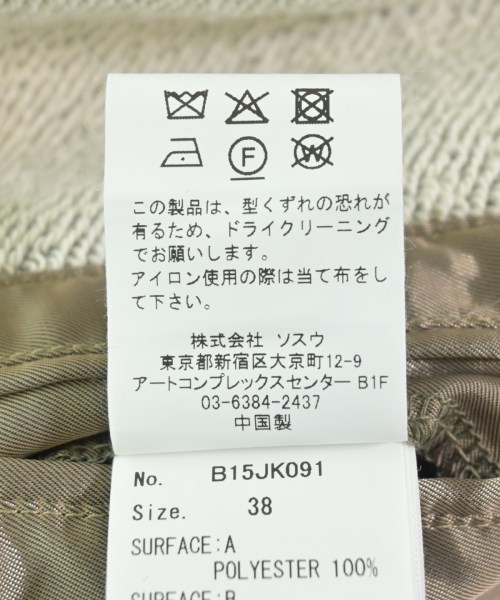 F
W
この製品は、型くずれの恐れが
有るため、ドライクリーニング
でお願いします。
アイロン使用の際は当て布をし
て下さい。
株式会社 ソスウ
東京都新宿区大京町12-9
アートコンプレックスセンター B1F
03-6384-2437
中国製
No. B15JK091
Size. 38
SURFACE:A
POLYESTER 100%
SURFACE:B